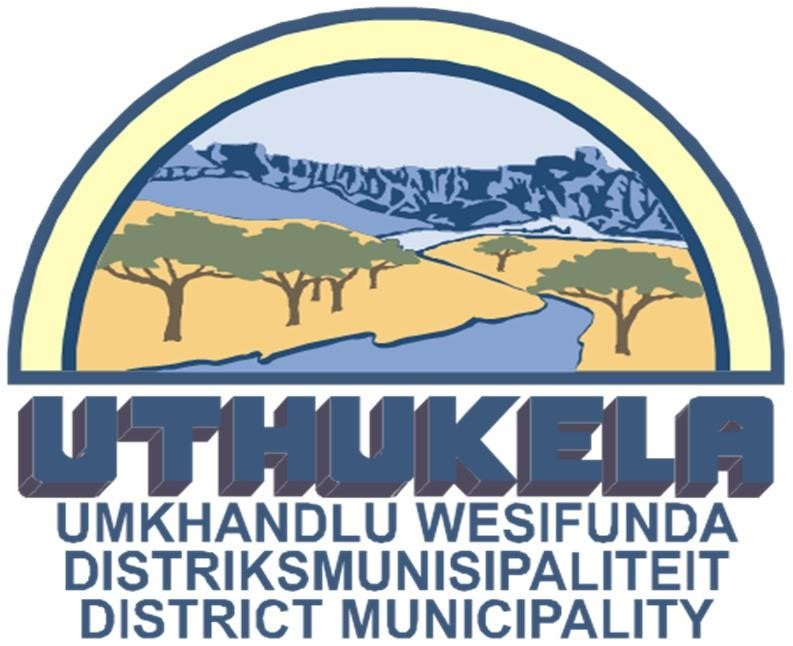 UTHUKELA
UMKHANDLU WESIFUNDA
DISTRIKSMUNISIPALITEIT
DISTRICT MUNICIPALITY